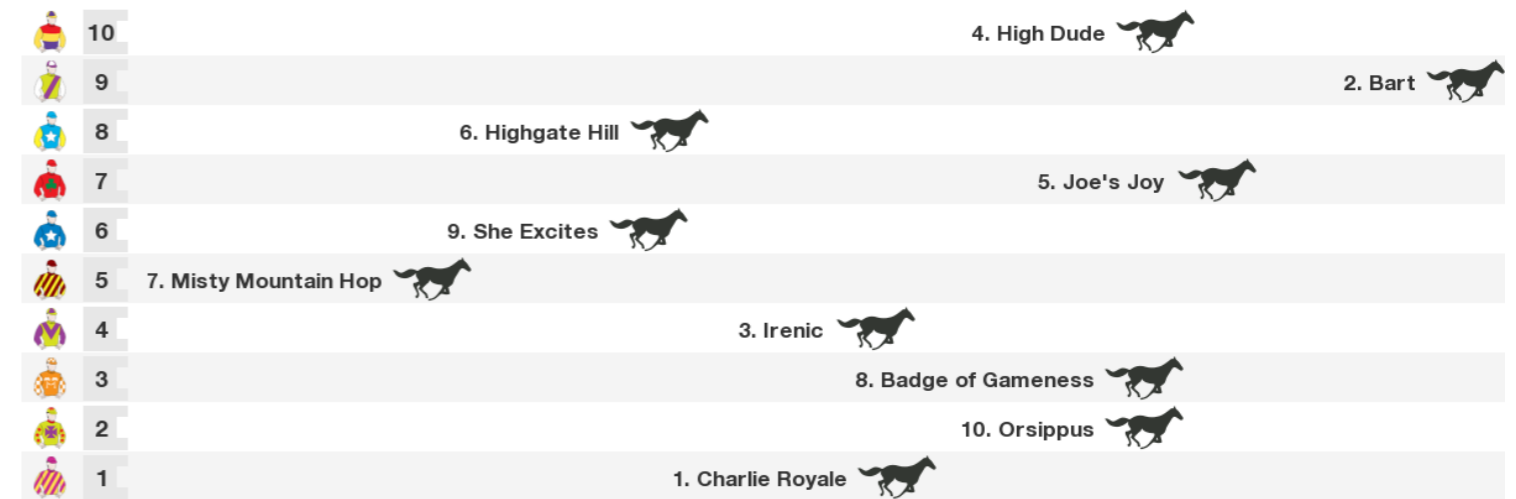 10 4. High Dude
9 2. Bart
8 6. Highgate Hill
7 5. Joe's Joy
6 9. She Excites
5 7. Misty Mountain Hop
4 3. Irenic
3 8. Badge of Gameness
2 10. Orsippus
1 1. Charlie Royale